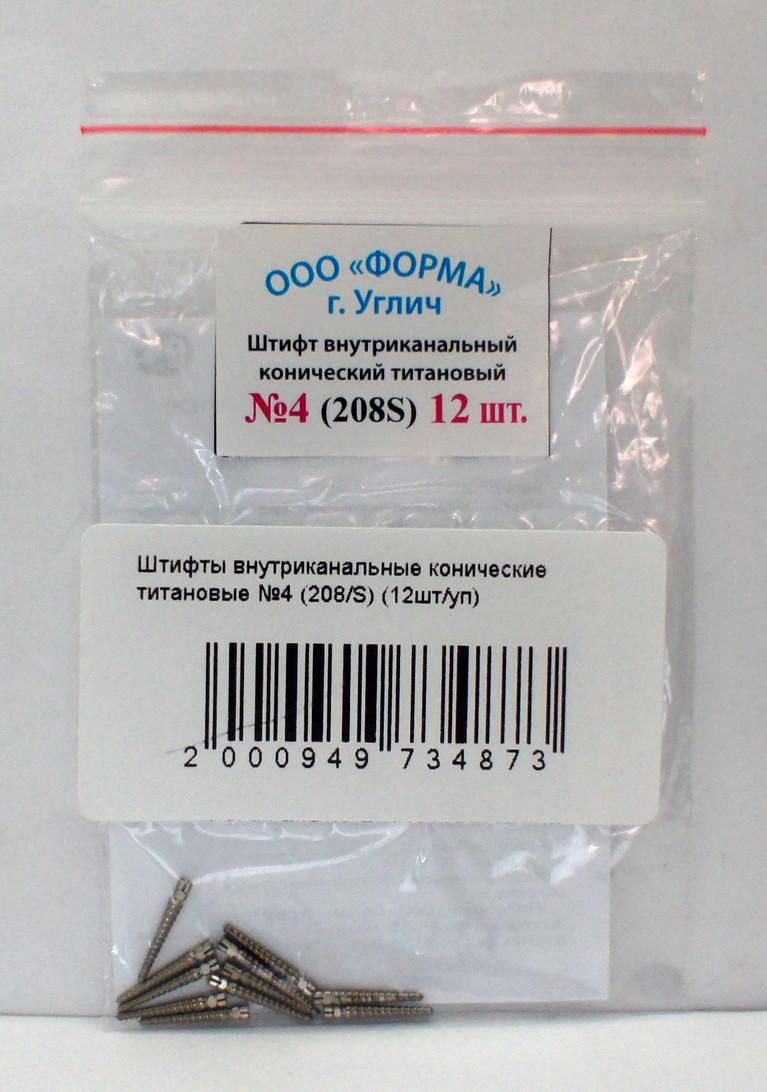 ООО «ФОРМА»
г. Углич
Штифт внутриканальный
конический титановый
№4 (208S) 12 шт.
Штифты внутриканальные конические
титановые №4 (208/S) (12шт/уп)
2 000949 734873